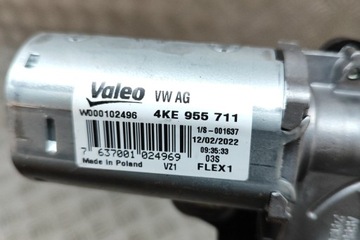 Valeo VW AG
W000102496 4KE 955 711
1/S -001637
12/02/2022
09:35:33
7 637001 024969 03S
Made in Poland VZ1 FLEX1